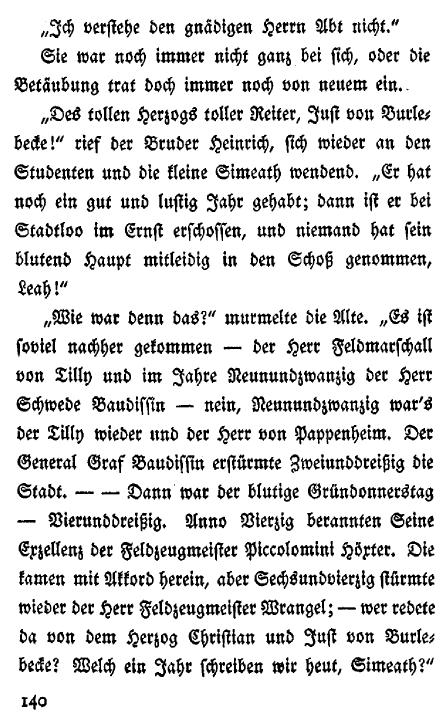 „Ich verstehe den gnädigen Herrn Abt nicht.“
Sie war noch immer nicht ganz bei sich, oder die
Betäubung trat doch immer noch von neuem ein.
„Des tollen Herzogs toller Reiter, Just von Burle-
becke!“ rief der Bruder Heinrich, sich wieder an den
Studenten und die kleine Simeath wendend. „Er hat
noch ein gut und lustig Jahr gehabt; dann ist er bei
Stadtloo im Ernst erschossen, und niemand hat sein
blutend Haupt mitleidig in den Schoß genommen,
Leah!“
„Wie war denn das?“ murmelte die Alte. „Es ist
soviel nachher gekommen — der Herr Feldmarschall
von Tilly und im Jahre Neunundzwanzig der Herr
Schwede Baudissin — nein, Neunundzwanzig war's
der Tilly wieder und der Herr von Pappenheim. Der
General Graf Baudissin erstürmte Zweiunddreißig die
Stadt. — — Dann war der blutige Gründonnerstag
— Vierunddreißig. Anno Vierzig berannten Seine
Exzellenz der Feldzeugmeister Piccolomini Höxter. Die
kamen mit Akkord herein, aber Sechsundvierzig stürmte
wieder der Herr Feldzeugmeister Wrangel; — wer redete
da von dem Herzog Christian und Just von Burle-
becke? Welch ein Jahr schreiben wir heut, Simeath?“
140